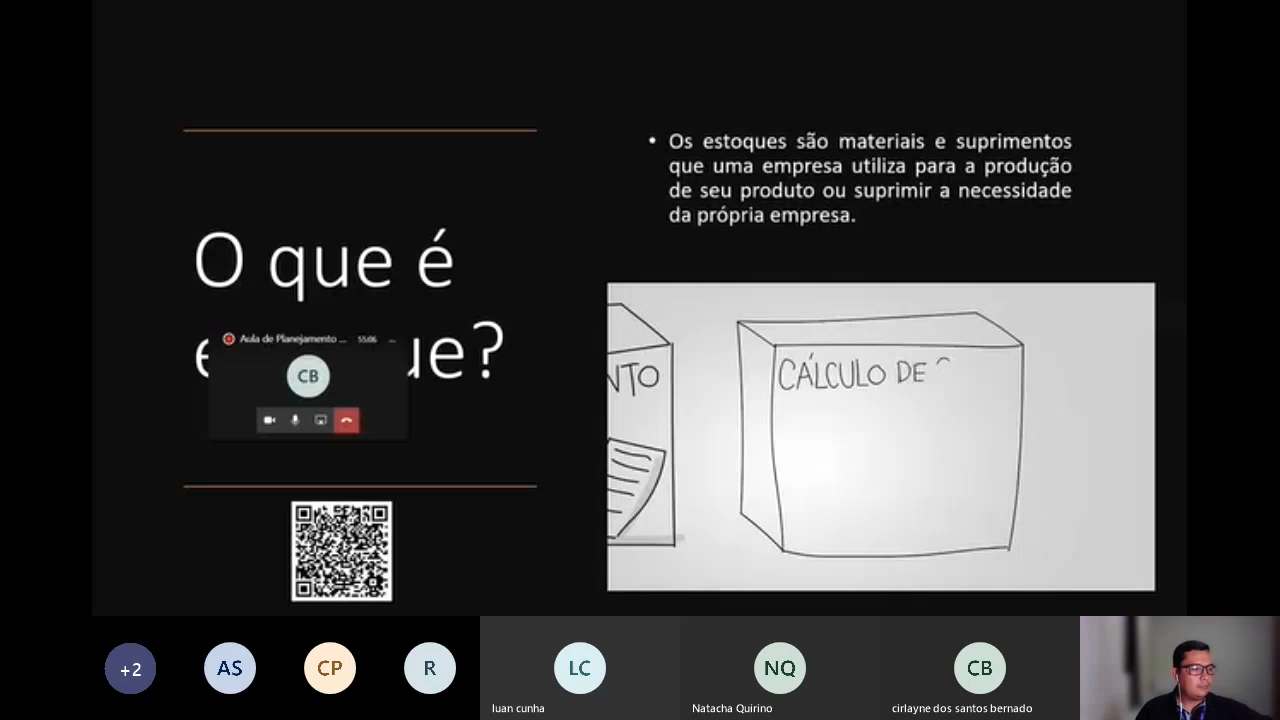 Os estoques são materiais e suprimentos
que uma empresa utiliza para a produção
de seu produto ou suprimir a necessidade
da própria empresa.
O que é
ue?
Aula de Planejamento ... 55:06 ...
CB
NTO
CÁLCULO DE
+2
AS
CP
R
LC
luan cunha
NQ
Natacha Quirino
CB
cirlayne dos santos bernado